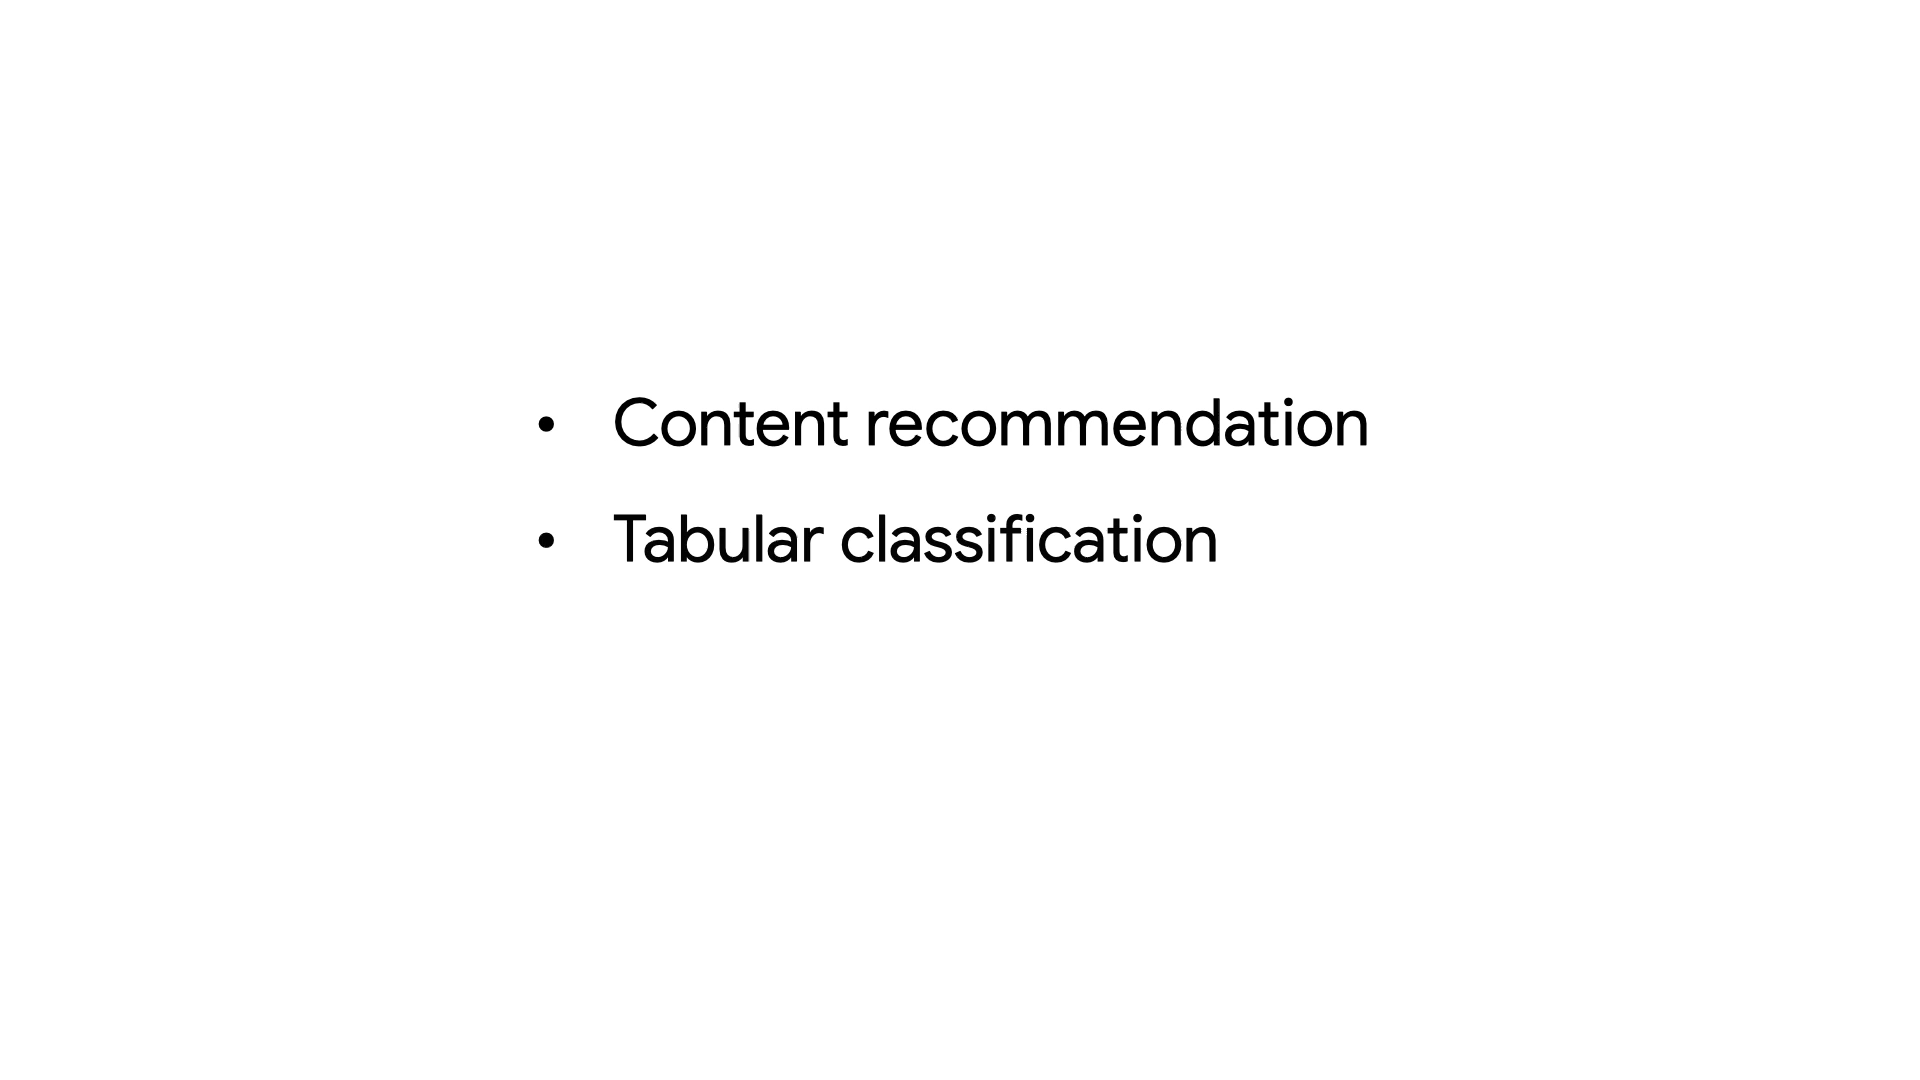 • Content recommendation
• Tabular classification